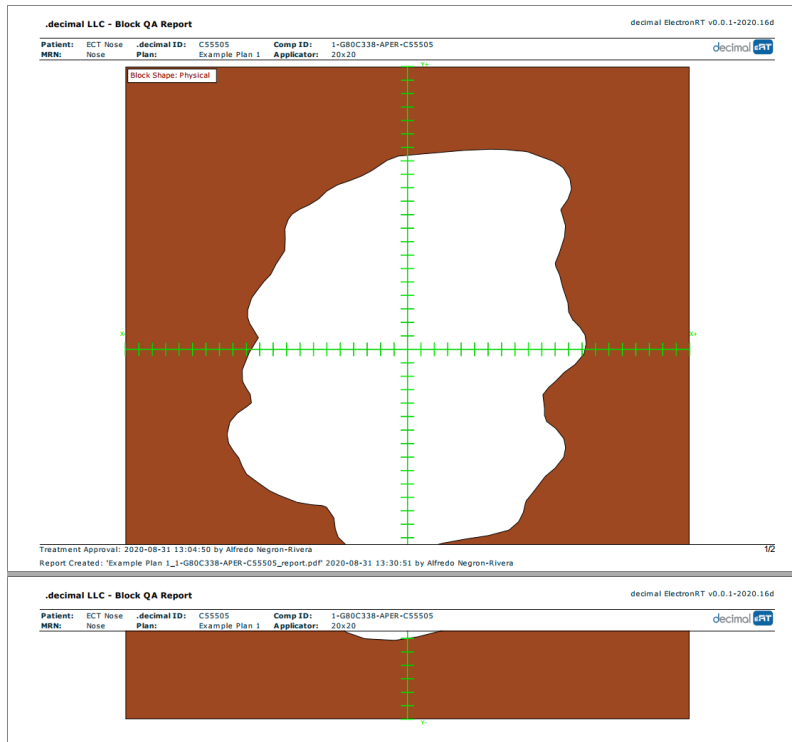 .decimal LLC - Block QA Report
decimal ElectronRT v0.0.1-2020.16d
Patient: ECT Nose .decimal ID: C55505 Comp ID: 1-G80C338-APER-C55505
MRN: Nose Plan: Example Plan 1 Applicator: 20x20
decimal eRT
Y+
Block Shape: Physical
X- X+
Treatment Approval: 2020-08-31 13:04:50 by Alfredo Negron-Rivera
1/2
Report Created: 'Example Plan 1_1-G80C338-APER-C55505_report.pdf' 2020-08-31 13:30:51 by Alfredo Negron-Rivera
.decimal LLC - Block QA Report
decimal ElectronRT v0.0.1-2020.16d
Patient: ECT Nose .decimal ID: C55505 Comp ID: 1-G80C338-APER-C55505
MRN: Nose Plan: Example Plan 1 Applicator: 20x20
decimal eRT
Y-